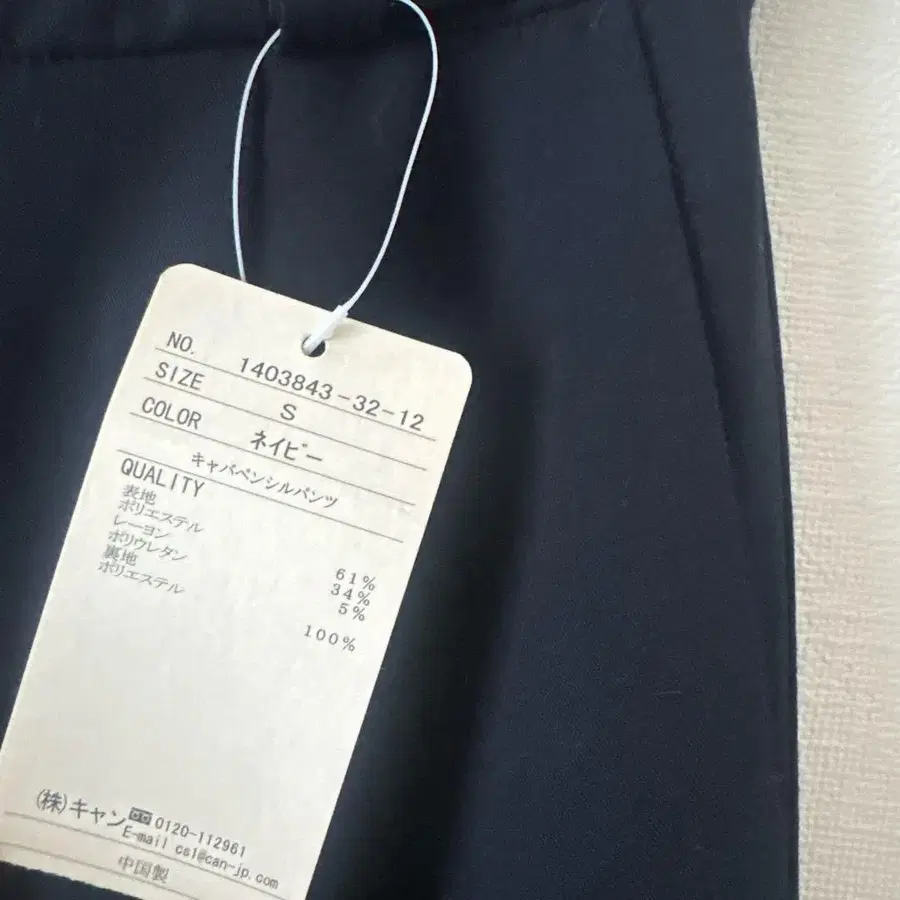 NO. 1403843-32-12
SIZE S
COLOR ネイビー
キャバペンシルパンツ
QUALITY
表地
ポリエステル 61%
レーヨン 34%
ポリウレタン 5%
裏地
ポリエステル 100%
(株)キャン 0120-112961
E-mail cs1@can-jp.com
中国製